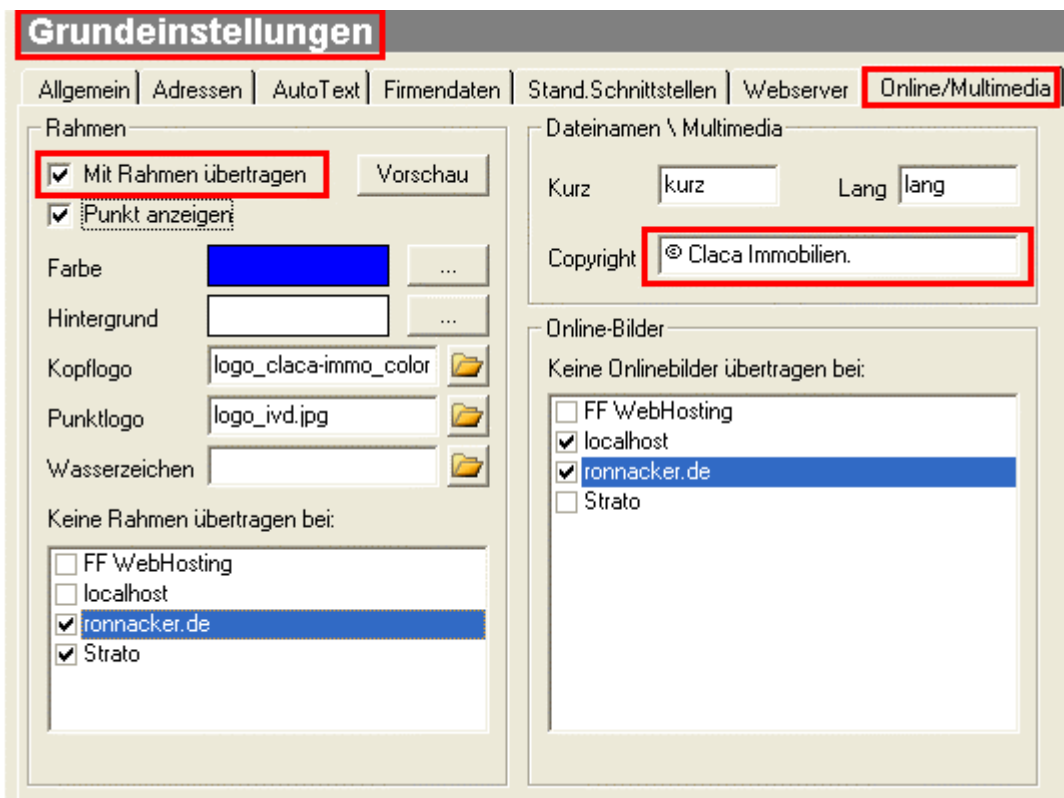 Grundeinstellungen
Allgemein Adressen AutoText Firmendaten Stand.Schnittstellen Webserver Online/Multimedia
Rahmen
Mit Rahmen übertragen Vorschau
Punkt anzeigen
Farbe ...
Hintergrund ...
Kopflogo logo_claca-immo_color
Punktlogo logo_ivd.jpg
Wasserzeichen
Keine Rahmen übertragen bei:
FF WebHosting
localhost
ronnacker.de
Strato
Dateinamen \ Multimedia
Kurz kurz Lang lang
Copyright © Claca Immobilien.
Online-Bilder
Keine Onlinebilder übertragen bei:
FF WebHosting
localhost
ronnacker.de
Strato